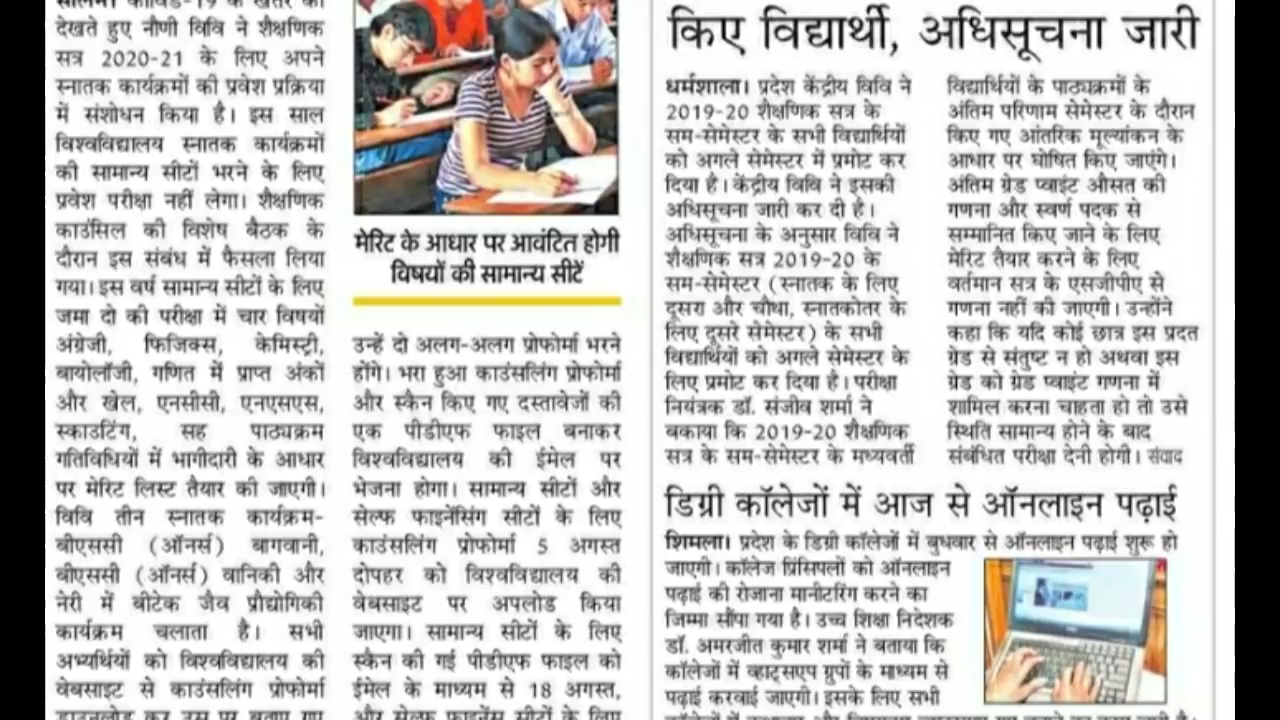 सोलन। कोविड-19 के खतरे को
देखते हुए नौणी विवि ने शैक्षणिक
सत्र 2020-21 के लिए अपने
स्नातक कार्यक्रमों की प्रवेश प्रक्रिया
में संशोधन किया है। इस साल
विश्वविद्यालय स्नातक कार्यक्रमों
की सामान्य सीटों भरने के लिए
प्रवेश परीक्षा नहीं लेगा। शैक्षणिक
काउंसिल की विशेष बैठक के
दौरान इस संबंध में फैसला लिया
गया। इस वर्ष सामान्य सीटों के लिए
जमा दो की परीक्षा में चार विषयों
अंग्रेजी, फिजिक्स, केमिस्ट्री,
बायोलॉजी, गणित में प्राप्त अंकों
और खेल, एनसीसी, एनएसएस,
स्काउटिंग, सह पाठ्यक्रम
गतिविधियों में भागीदारी के आधार
पर मेरिट लिस्ट तैयार की जाएगी।
विवि तीन स्नातक कार्यक्रम-
बीएससी (ऑनर्स) बागवानी,
बीएससी (ऑनर्स) वानिकी और
नेरी में बीटेक जैव प्रौद्योगिकी
कार्यक्रम चलाता है। सभी
अभ्यर्थियों को विश्वविद्यालय की
वेबसाइट से काउंसलिंग प्रोफोर्मा
डाउनलोड कर उस पर बताए गए
मेरिट के आधार पर आवंटित होगी
विषयों की सामान्य सीटें
उन्हें दो अलग-अलग प्रोफोर्मा भरने
होंगे। भरा हुआ काउंसलिंग प्रोफोर्मा
और स्कैन किए गए दस्तावेजों की
एक पीडीएफ फाइल बनाकर
विश्वविद्यालय की ईमेल पर
भेजना होगा। सामान्य सीटों और
सेल्फ फाइनेंसिंग सीटों के लिए
काउंसलिंग प्रोफोर्मा 5 अगस्त
दोपहर को विश्वविद्यालय की
वेबसाइट पर अपलोड किया
जाएगा। सामान्य सीटों के लिए
स्कैन की गई पीडीएफ फाइल को
ईमेल के माध्यम से 18 अगस्त,
और सेल्फ फाइनेंस सीटों के लिए
किए विद्यार्थी, अधिसूचना जारी
धर्मशाला। प्रदेश केंद्रीय विवि ने
2019-20 शैक्षणिक सत्र के
सम-सेमेस्टर के सभी विद्यार्थियों
को अगले सेमेस्टर में प्रमोट कर
दिया है। केंद्रीय विवि ने इसकी
अधिसूचना जारी कर दी है।
अधिसूचना के अनुसार विवि ने
शैक्षणिक सत्र 2019-20 के
सम-सेमेस्टर (स्नातक के लिए
दूसरा और चौथा, स्नातकोतर के
लिए दूसरे सेमेस्टर) के सभी
विद्यार्थियों को अगले सेमेस्टर के
लिए प्रमोट कर दिया है। परीक्षा
नियंत्रक डॉ. संजीव शर्मा ने
बकाया कि 2019-20 शैक्षणिक
सत्र के सम-सेमेस्टर के मध्यवर्ती
विद्यार्थियों के पाठ्यक्रमों के
अंतिम परिणाम सेमेस्टर के दौरान
किए गए आंतरिक मूल्यांकन के
आधार पर घोषित किए जाएंगे।
अंतिम ग्रेड प्वाइंट औसत की
गणना और स्वर्ण पदक से
सम्मानित किए जाने के लिए
मेरिट तैयार करने के लिए
वर्तमान सत्र के एसजीपीए से
गणना नहीं की जाएगी। उन्होंने
कहा कि यदि कोई छात्र इस प्रदत
ग्रेड से संतुष्ट न हो अथवा इस
ग्रेड को ग्रेड प्वाइंट गणना में
शामिल करना चाहता हो तो उसे
स्थिति सामान्य होने के बाद
संबंधित परीक्षा देनी होगी। संवाद
डिग्री कॉलेजों में आज से ऑनलाइन पढ़ाई
शिमला। प्रदेश के डिग्री कॉलेजों में बुधवार से ऑनलाइन पढ़ाई शुरू हो
जाएगी। कॉलेज प्रिंसिपलों को ऑनलाइन
पढ़ाई की रोजाना मानीटरिंग करने का
जिम्मा सौंपा गया है। उच्च शिक्षा निदेशक
डॉ. अमरजीत कुमार शर्मा ने बताया कि
कॉलेजों में व्हाट्सएप ग्रुपों के माध्यम से
पढ़ाई करवाई जाएगी। इसके लिए सभी